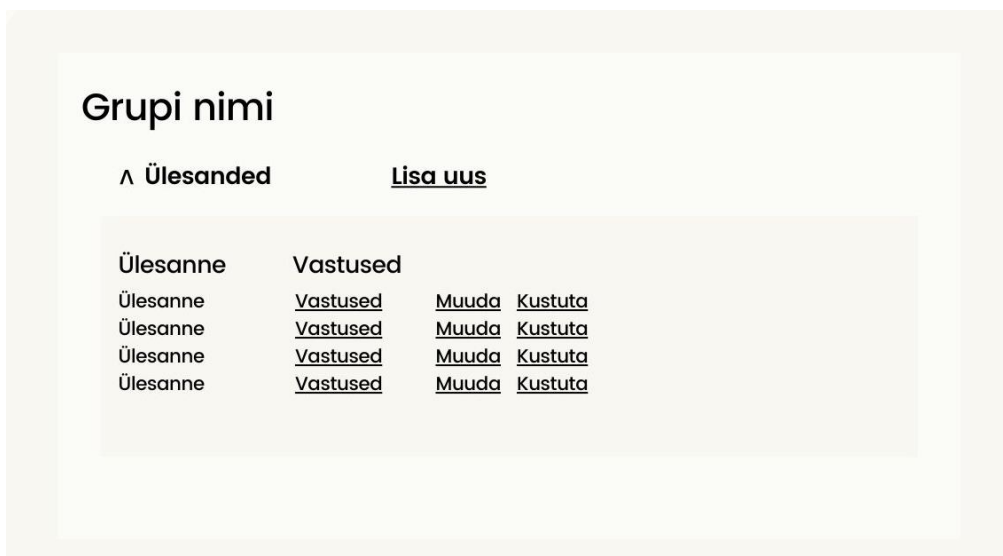 Grupi nimi
ʌ Ülesanded Lisa uus
Ülesanne Vastused
Ülesanne Vastused Muuda Kustuta
Ülesanne Vastused Muuda Kustuta
Ülesanne Vastused Muuda Kustuta
Ülesanne Vastused Muuda Kustuta